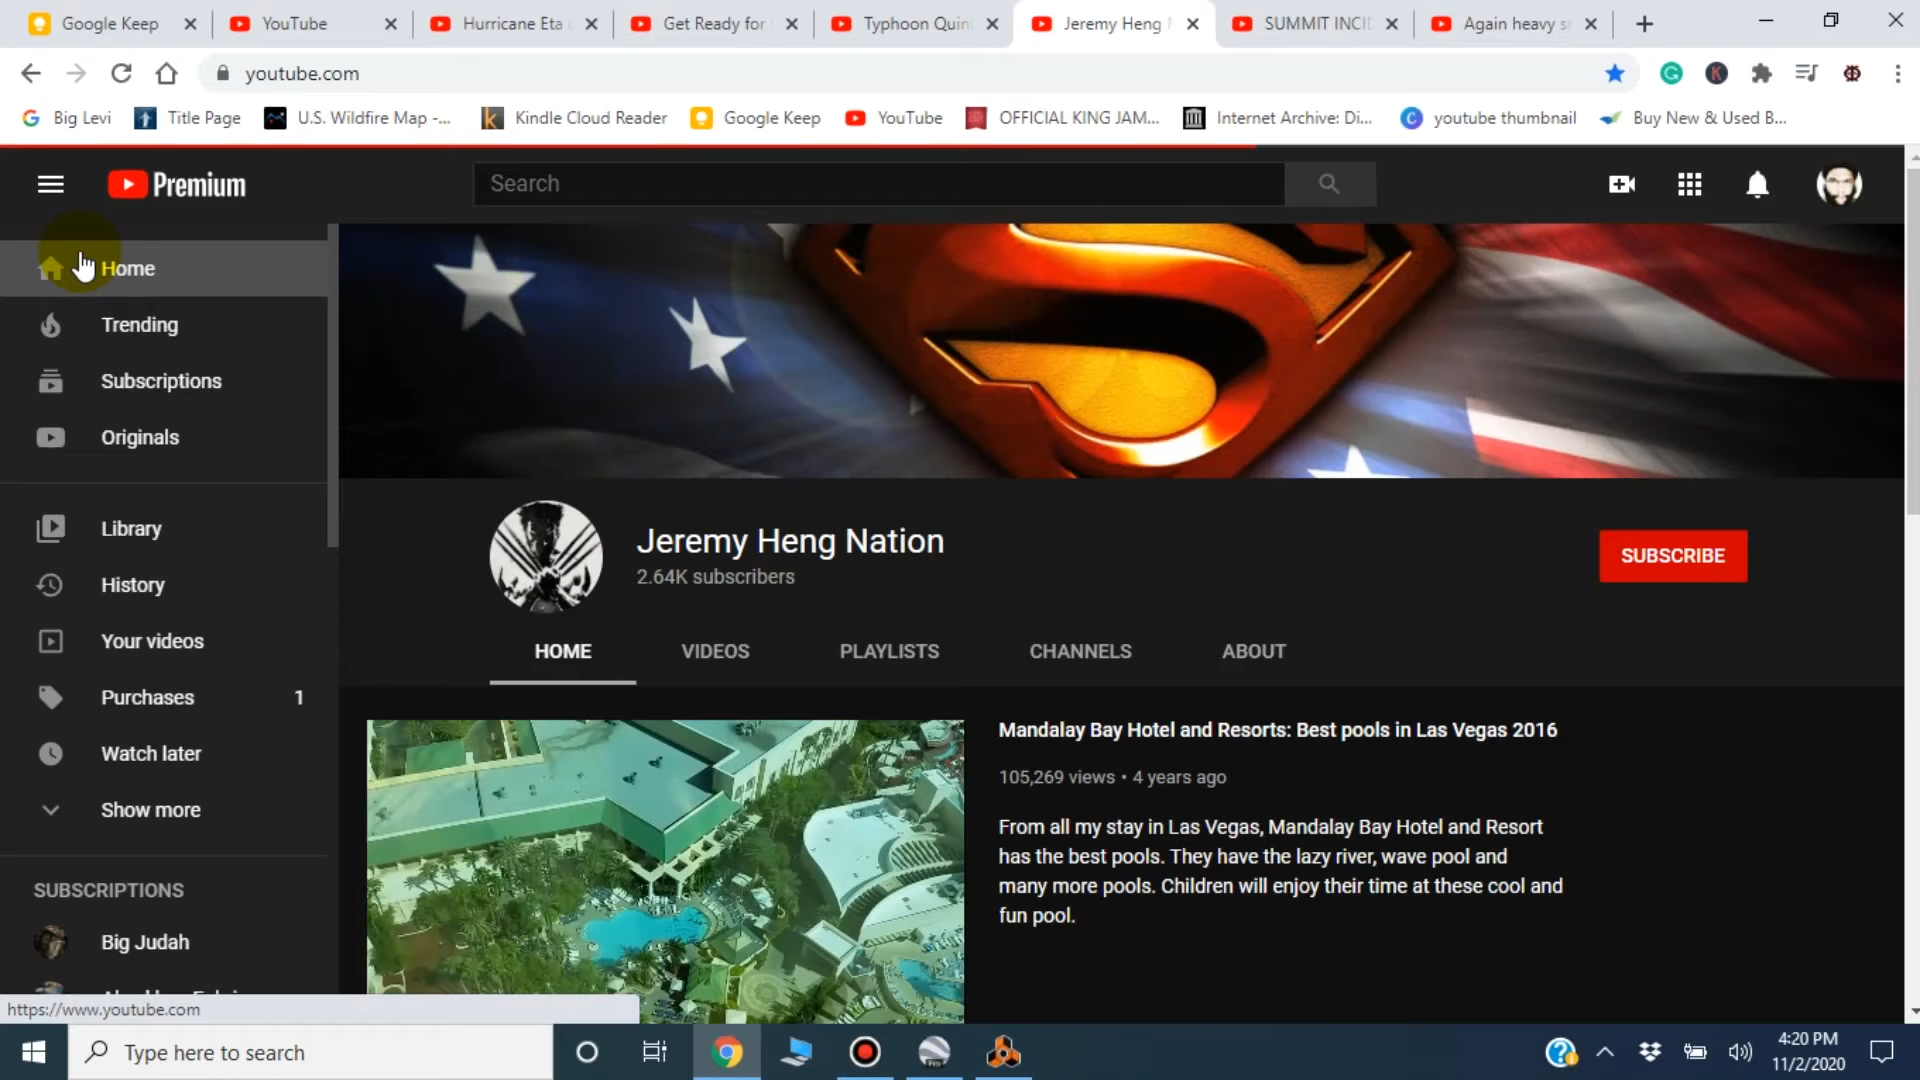 Google Keep
YouTube
Hurricane Eta
Get Ready for
Typhoon Quin
Jeremy Heng
SUMMIT INCI
Again heavy
youtube.com
Big Levi
Title Page
U.S. Wildfire Map -...
Kindle Cloud Reader
Google Keep
YouTube
OFFICIAL KING JAM...
Internet Archive: Di...
youtube thumbnail
Buy New & Used B...
Premium
Search
Home
Trending
Subscriptions
Originals
Library
History
Your videos
Purchases 1
Watch later
Show more
SUBSCRIPTIONS
Big Judah
Jeremy Heng Nation
2.64K subscribers
SUBSCRIBE
HOME
VIDEOS
PLAYLISTS
CHANNELS
ABOUT
Mandalay Bay Hotel and Resorts: Best pools in Las Vegas 2016
105,269 views • 4 years ago
From all my stay in Las Vegas, Mandalay Bay Hotel and Resort
has the best pools. They have the lazy river, wave pool and
many more pools. Children will enjoy their time at these cool and
fun pool.
https://www.youtube.com
Type here to search
4:20 PM
11/2/2020